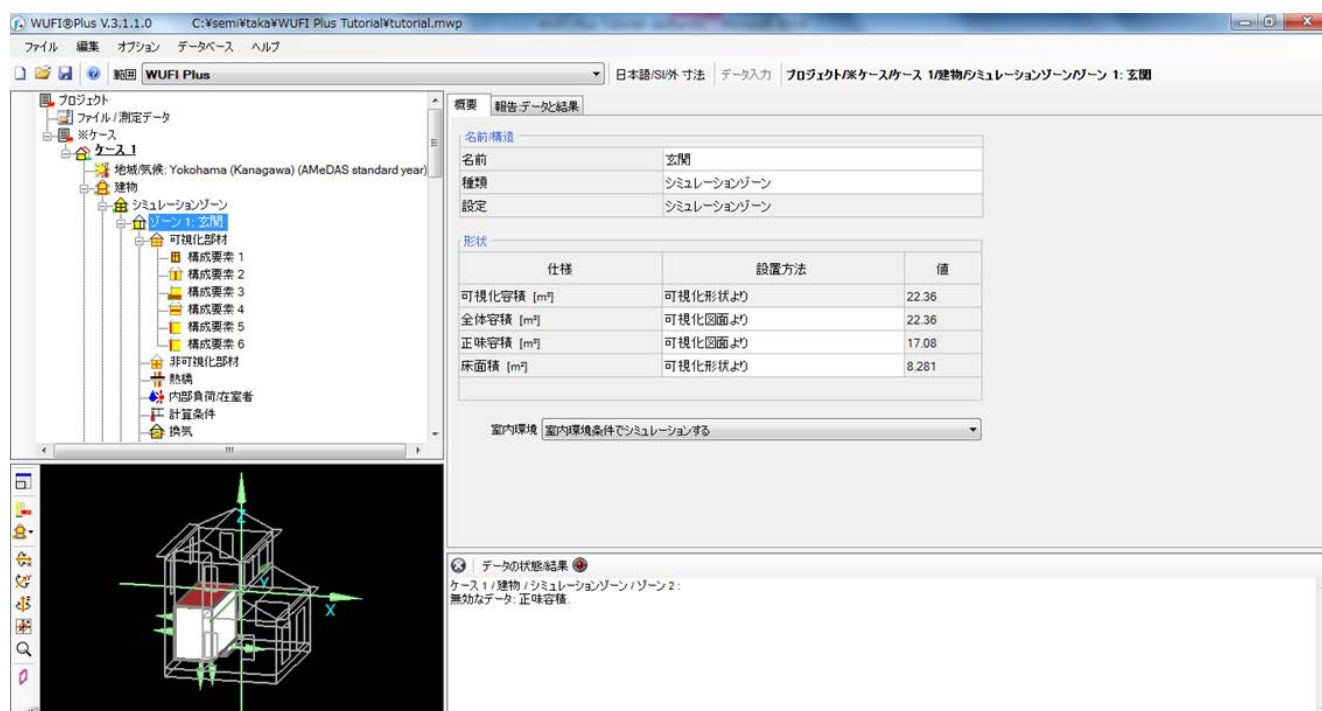 WUFI®Plus V.3.1.1.0 C:¥semi¥taka¥WUFI Plus Tutorial¥tutorial.mwp
ファイル 編集 オプション データベース ヘルプ
範囲 WUFI Plus 日本語/SI/外 寸法 データ入力 プロジェクト/※ケース/ケース 1/建物/シミュレーションゾーン/ゾーン 1: 玄関
プロジェクト
ファイル / 測定データ
※ケース
ケース 1
地域/気候: Yokohama (Kanagawa) (AMeDAS standard year)
建物
シミュレーションゾーン
ゾーン 1: 玄関
可視化部材
構成要素 1
構成要素 2
構成要素 3
構成要素 4
構成要素 5
構成要素 6
非可視化部材
熱橋
内部負荷/在室者
計算条件
換気
概要 報告:データと結果
名前/構造
名前 玄関
種類 シミュレーションゾーン
設定 シミュレーションゾーン
形状
仕様 設置方法 値
可視化容積 [m³] 可視化形状より 22.36
全体容積 [m³] 可視化図面より 22.36
正味容積 [m³] 可視化図面より 17.08
床面積 [m²] 可視化形状より 8.281
室内環境 室内環境条件でシミュレーションする
Z
Y
X
データの状態/結果
ケース 1 / 建物 / シミュレーションゾーン / ゾーン 2 :
無効なデータ: 正味容積.